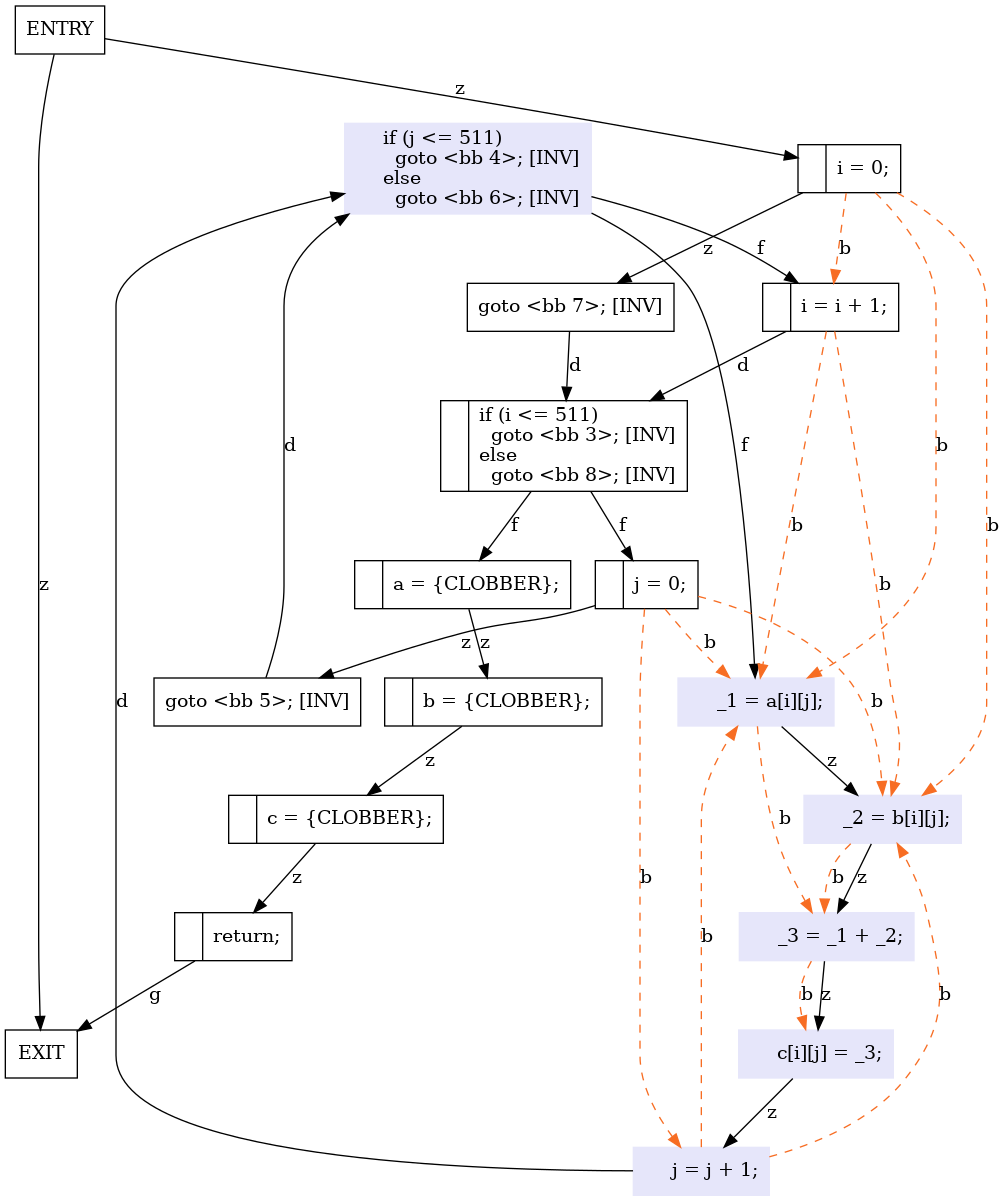 ENTRY
z
if (j <= 511)
goto <bb 4>; [INV]
else
goto <bb 6>; [INV]
i = 0;
z
f
b
goto <bb 7>; [INV]
i = i + 1;
d
d
if (i <= 511)
goto <bb 3>; [INV]
else
goto <bb 8>; [INV]
d
f
b
f
f
b
b
b
z
a = {CLOBBER};
j = 0;
d
z
z
b
b
goto <bb 5>; [INV]
b = {CLOBBER};
_1 = a[i][j];
z
z
c = {CLOBBER};
b
_2 = b[i][j];
z
b
b
z
return;
b
_3 = _1 + _2;
g
b
z
b
EXIT
c[i][j] = _3;
z
j = j + 1;